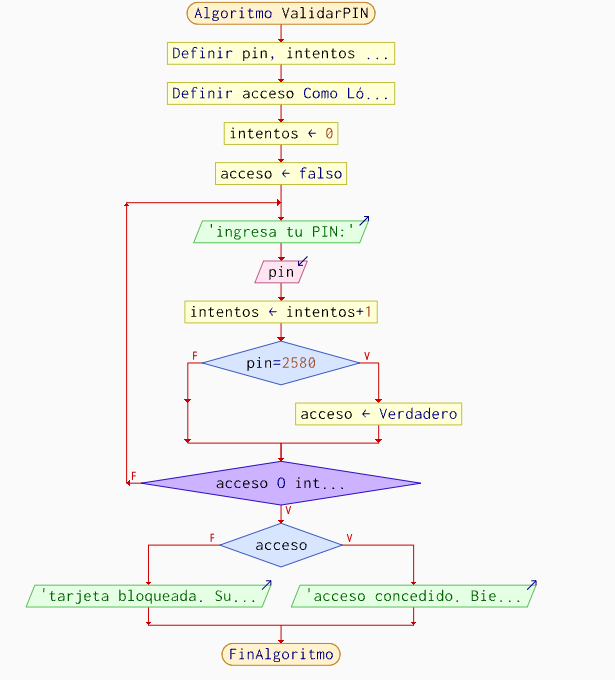 Algoritmo ValidarPIN
Definir pin, intentos ...
Definir acceso Como Ló...
intentos ← 0
acceso ← falso
'ingresa tu PIN:'
pin
intentos ← intentos+1
F
V
pin=2580
acceso ← Verdadero
F
acceso O int...
V
F
V
acceso
'tarjeta bloqueada. Su...
'acceso concedido. Bie...
FinAlgoritmo